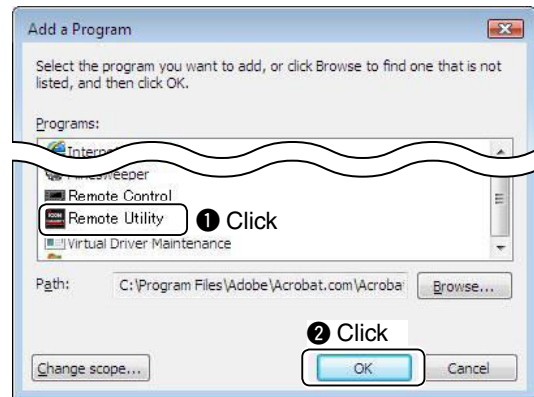 Add a Program
Select the program you want to add, or click Browse to find one that is not
listed, and then click OK.
Programs:
Remote Control
Remote Utility
❶ Click
Virtual Driver Maintenance
Path:
C:\Program Files\Adobe\Acrobat.com\Acroba
Browse...
❷ Click
Change scope...
OK
Cancel